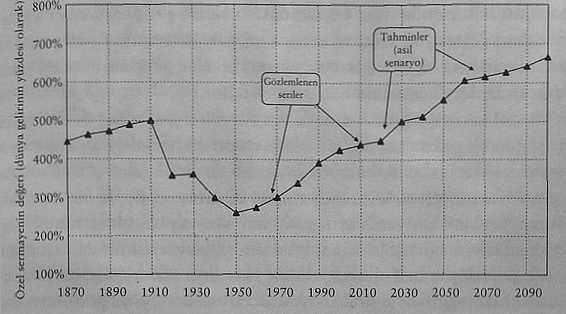 Özel sermayenin değeri (dünya gelirinin yüzdesi olarak)
800%
700%
600%
500%
400%
300%
200%
100%
Gözlemlenen
seriler
Tahminler
(asıl
senaryo)
1870 1890 1910 1930 1950 1970 1990 2010 2030 2050 2070 2090